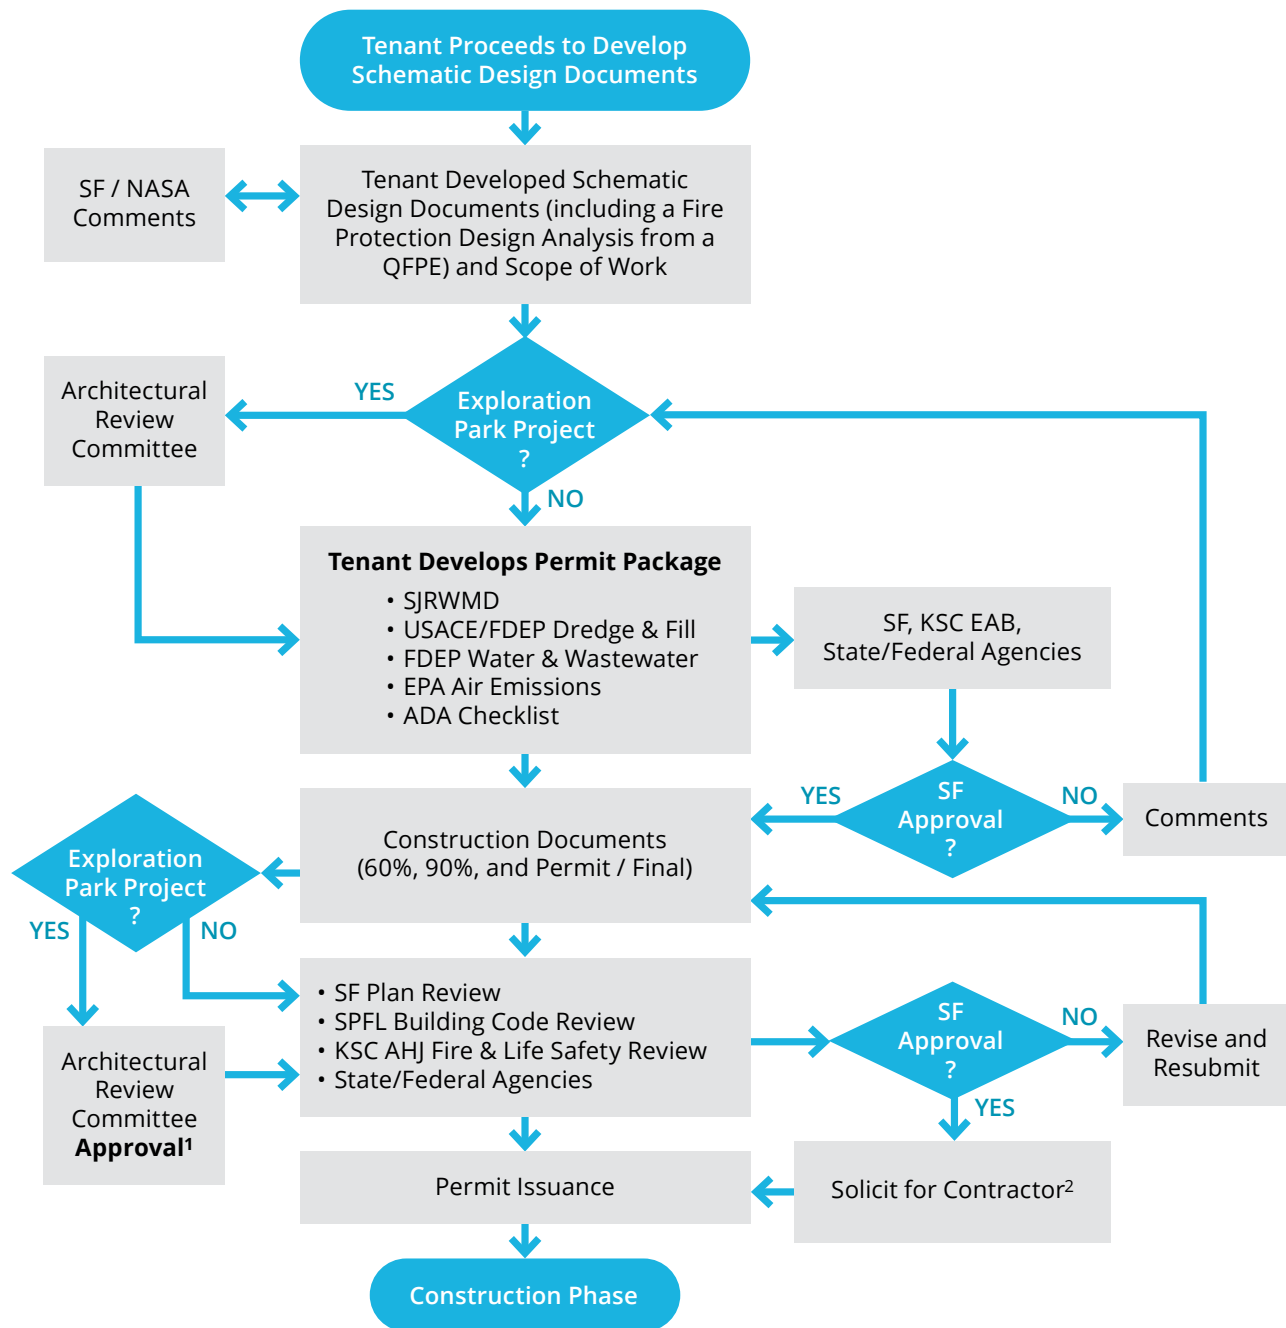 Tenant Proceeds to Develop
Schematic Design Documents
SF / NASA
Comments
Tenant Developed Schematic
Design Documents (including a Fire
Protection Design Analysis from a
QFPE) and Scope of Work
Architectural
Review
Committee
YES
Exploration
Park Project
?
NO
Tenant Develops Permit Package
• SJRWMD
• USACE/FDEP Dredge & Fill
• FDEP Water & Wastewater
• EPA Air Emissions
• ADA Checklist
SF, KSC EAB,
State/Federal Agencies
YES
SF
Approval
?
NO
Comments
Construction Documents
(60%, 90%, and Permit / Final)
Exploration
Park Project
?
YES
NO
Architectural
Review
Committee
Approval¹
• SF Plan Review
• SPFL Building Code Review
• KSC AHJ Fire & Life Safety Review
• State/Federal Agencies
SF
Approval
?
NO
Revise and
Resubmit
YES
Solicit for Contractor²
Permit Issuance
Construction Phase